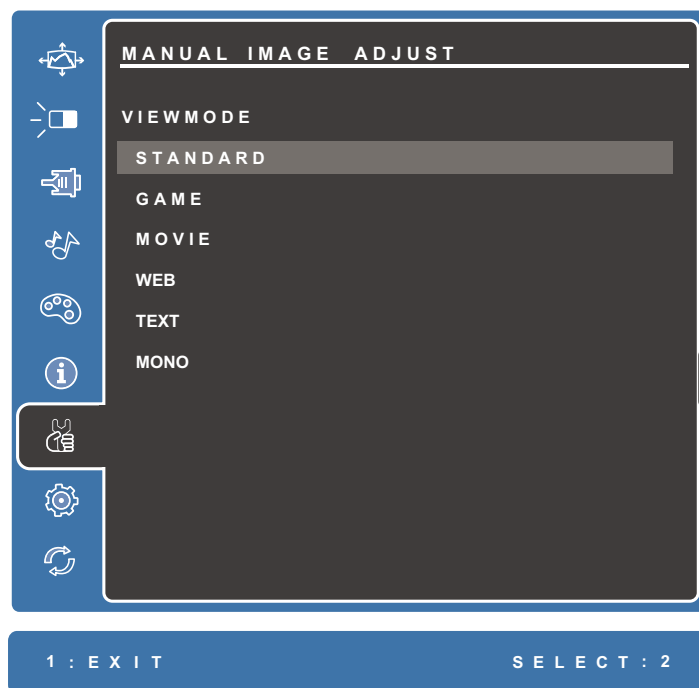 MANUAL IMAGE ADJUST
VIEWMODE
STANDARD
GAME
MOVIE
WEB
TEXT
MONO
1:EXIT SELECT:2